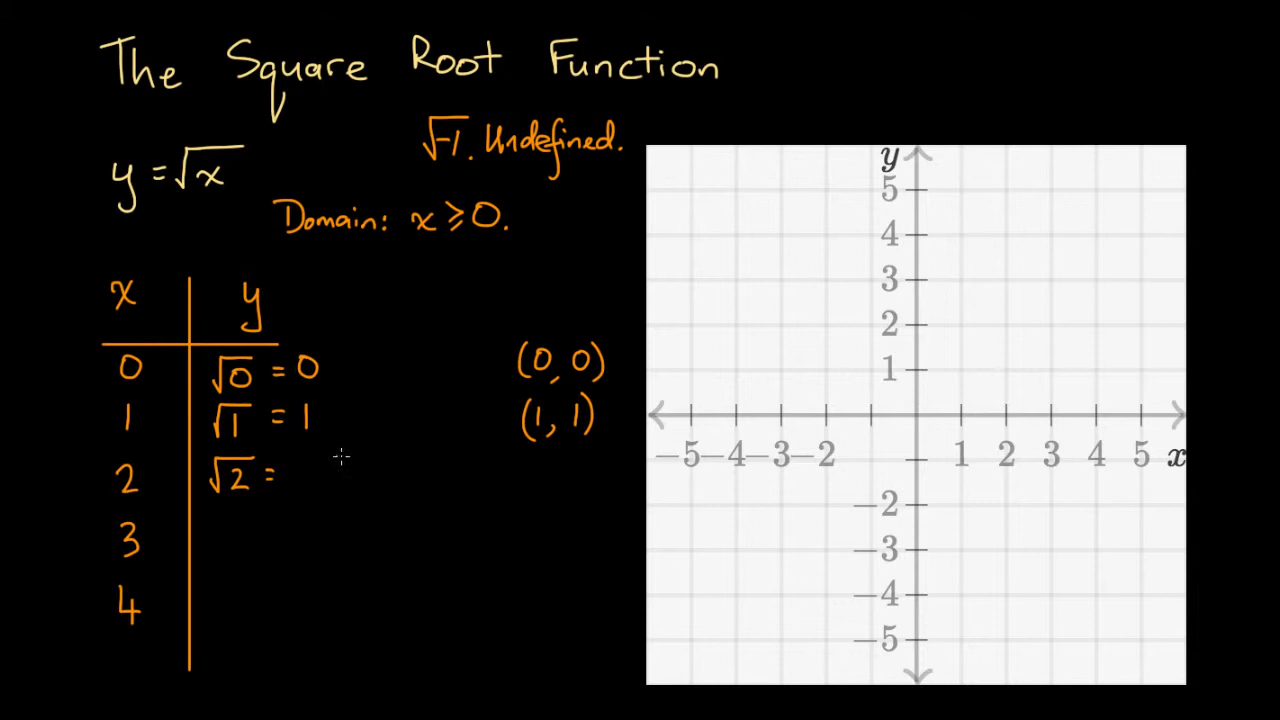 The Square Root Function
√-1. Undefined.
y = √x
Domain: x ≥ 0.
x y
0 √0 = 0 (0, 0)
1 √1 = 1 (1, 1)
2 √2 =
3
4
y
5
4
3
2
1
−5 −4 −3 −2 1 2 3 4 5 x
−2
−3
−4
−5